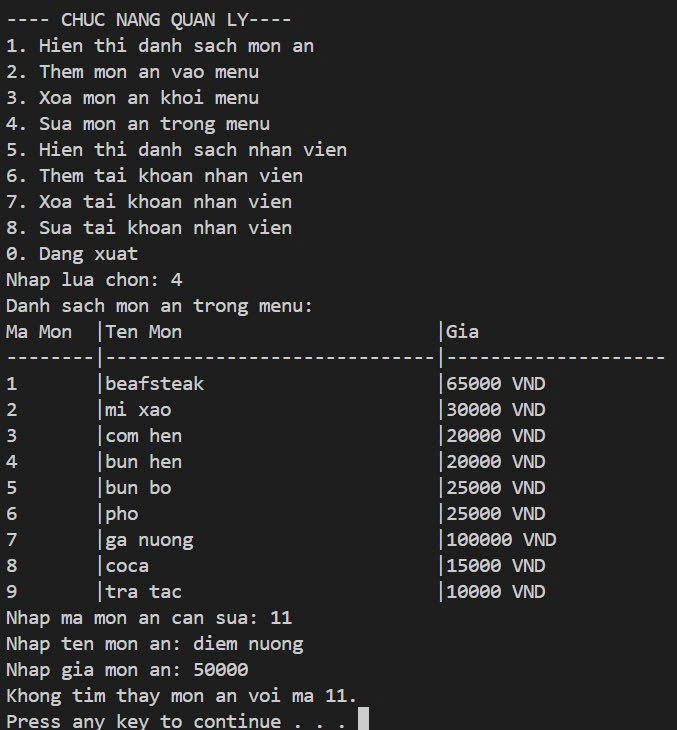 ---- CHUC NANG QUAN LY----
1. Hien thi danh sach mon an
2. Them mon an vao menu
3. Xoa mon an khoi menu
4. Sua mon an trong menu
5. Hien thi danh sach nhan vien
6. Them tai khoan nhan vien
7. Xoa tai khoan nhan vien
8. Sua tai khoan nhan vien
0. Dang xuat
Nhap lua chon: 4
Danh sach mon an trong menu:
Ma Mon  |Ten Mon                       |Gia
--------|------------------------------|--------------------
1       |beafsteak                     |65000 VND
2       |mi xao                        |30000 VND
3       |com hen                       |20000 VND
4       |bun hen                       |20000 VND
5       |bun bo                        |25000 VND
6       |pho                           |25000 VND
7       |ga nuong                      |100000 VND
8       |coca                          |15000 VND
9       |tra tac                       |10000 VND
Nhap ma mon an can sua: 11
Nhap ten mon an: diem nuong
Nhap gia mon an: 50000
Khong tim thay mon an voi ma 11.
Press any key to continue . . .